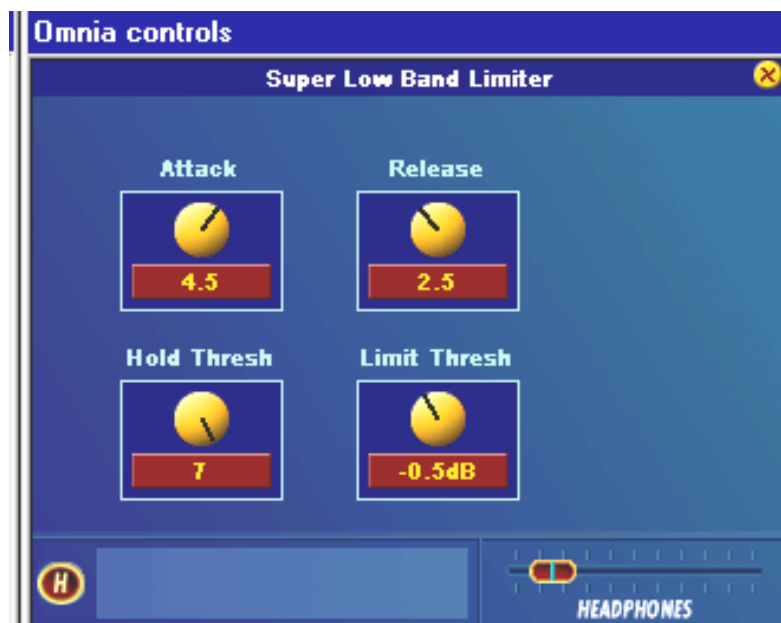 Omnia controls
Super Low Band Limiter
Attack Release
4.5 2.5
Hold Thresh Limit Thresh
7 -0.5dB
H
HEADPHONES